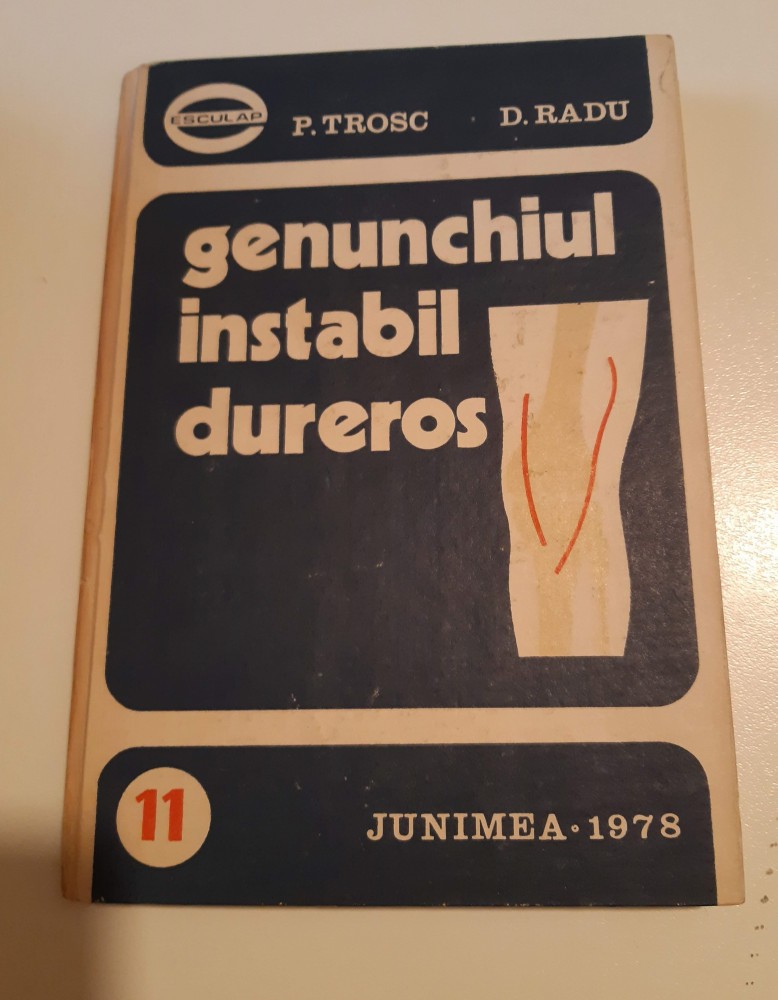 ESCULAP
P. TROSC D. RADU
genunchiul
instabil
dureros
11
JUNIMEA • 1978